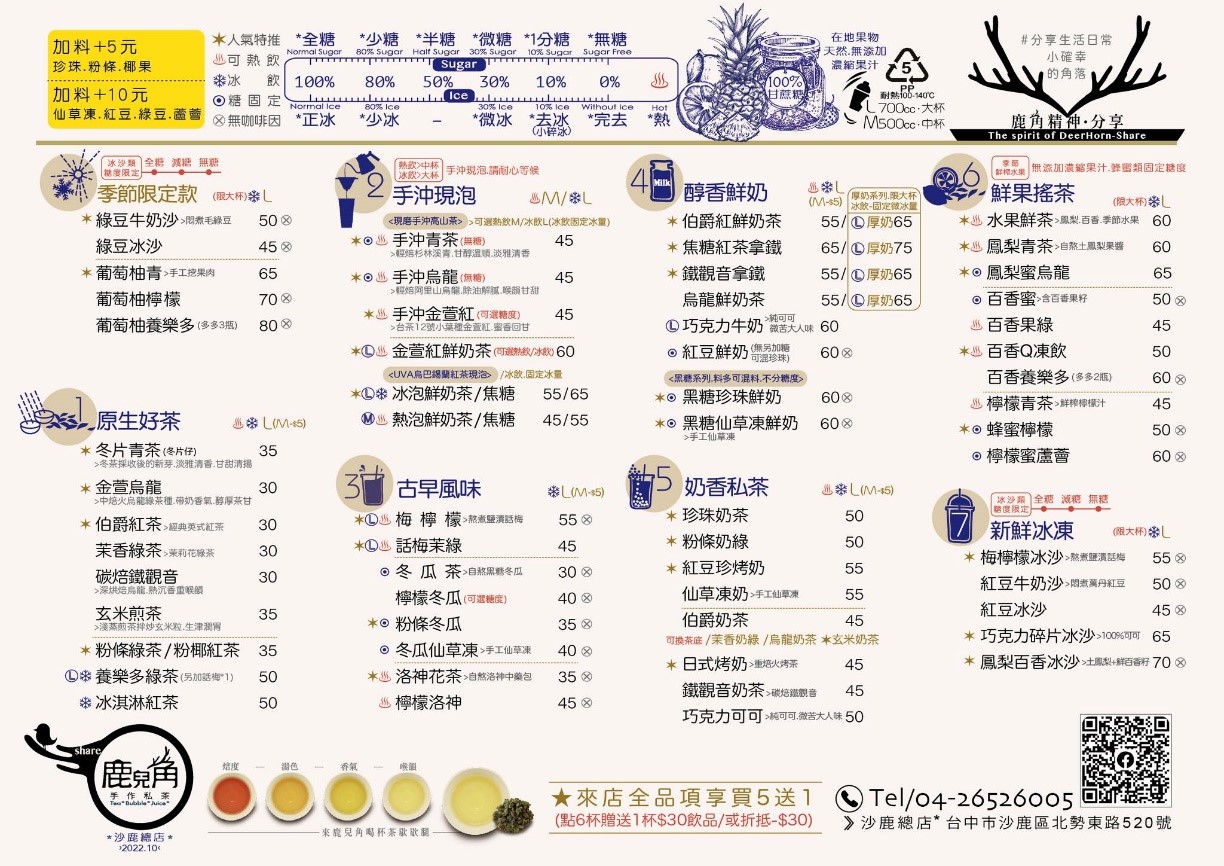 加料+5元
珍珠.粉條.椰果
加料+10元
仙草凍.紅豆.綠豆.蘆薈
✶人氣特推
♨可熱飲
❄冰飲
◉糖固定
⊗無咖啡因
*全糖 *少糖 *半糖 *微糖 *1分糖 *無糖
Normal Sugar 80% Sugar Half Sugar 30% Sugar 10% Sugar Sugar Free
Sugar
100% 80% 50% 30% 10% 0% ♨
Ice
Normal Ice 80% Ice 30% Ice 10% Ice Without Ice Hot
*正冰 *少冰 – *微冰 *去冰 *完去 *熱
(小碎冰)
100%
甘蔗糖
在地果物
天然.無添加
濃縮果汁
5
PP
耐熱100-140℃
L 700cc·大杯
M500cc·中杯
#分享生活日常
小確幸
的角落
鹿角精神·分享
The spirit of DeerHorn-Share
冰沙類
糖度限定
全糖 減糖 無糖
季節限定款 (限大杯)❄L
✶綠豆牛奶沙>悶煮毛綠豆 50⊗
綠豆冰沙 45⊗
✶葡萄柚青>手工挖果肉 65
葡萄柚檸檬 70⊗
葡萄柚養樂多(多多3瓶) 80⊗
1 原生好茶 ♨❄L(M-$5)
✶冬片青茶(冬片仔) 35
>冬茶採收後的新芽.淡雅清香.甘甜清揚
✶金萱烏龍 30
>中焙火烏龍綠茶種.帶奶香氣.醇厚茶甘
✶伯爵紅茶>經典英式紅茶 30
茉香綠茶>茉莉花綠茶 30
碳焙鐵觀音 30
>深烘焙烏龍.熟沉香重喉韻
玄米煎茶 35
>淺蒸煎茶拌炒玄米粒.生津潤胃
✶粉條綠茶/粉椰紅茶 35
Ⓛ❄養樂多綠茶(另加話梅*1) 50
❄冰淇淋紅茶 50
2
熱飲>中杯
冰飲>大杯
手沖現泡.請耐心等候
手沖現泡 ♨M/❄L
<現磨手沖高山茶>>可選熱飲M/冰飲L(冰飲固定冰量)
✶◉♨手沖青茶(無糖) 45
>輕焙杉林溪青.甘醇溫順.淡雅清香
✶◉♨手沖烏龍(無糖) 45
>輕焙阿里山烏龍.除油解膩.喉韻甘甜
✶♨手沖金萱紅(可選糖度) 45
>台茶12號小葉種金萱紅.蜜香回甘
✶Ⓛ♨金萱紅鮮奶茶(可選熱飲/冰飲)60
<UVA烏巴錫蘭紅茶現泡>/冰飲.固定冰量
✶Ⓛ❄冰泡鮮奶茶/焦糖 55/65
Ⓜ♨熱泡鮮奶茶/焦糖 45/55
3 古早風味 ❄L(M-$5)
✶Ⓛ♨梅檸檬>熬煮鹽漬話梅 55⊗
✶Ⓛ♨話梅茉綠 45
◉冬瓜茶>自熬黑糖冬瓜 30⊗
檸檬冬瓜(可選糖度) 40⊗
✶◉粉條冬瓜 35⊗
◉冬瓜仙草凍>手工仙草凍 40⊗
✶♨洛神花茶>自熬洛神中藥包 35⊗
♨檸檬洛神 45⊗
4 Milk 醇香鮮奶 ♨❄L
(M-$5)
厚奶系列.限大杯
冰飲-固定微冰量
✶伯爵紅鮮奶茶 55/Ⓛ厚奶65
✶焦糖紅茶拿鐵 65/Ⓛ厚奶75
✶鐵觀音拿鐵 55/Ⓛ厚奶65
烏龍鮮奶茶 55/Ⓛ厚奶65
Ⓛ巧克力牛奶>純可可 微苦大人味 60
◉紅豆鮮奶(無另加糖 可混珍珠) 60⊗
<黑糖系列.料多可混料.不分糖度>
✶◉黑糖珍珠鮮奶 60⊗
✶◉黑糖仙草凍鮮奶 60⊗
>手工仙草凍
5 奶香私茶 ♨❄L(M-$5)
✶珍珠奶茶 50
✶粉條奶綠 50
✶紅豆珍烤奶 55
仙草凍奶>手工仙草凍 55
伯爵奶茶 45
可換茶底/茉香奶綠/烏龍奶茶✶玄米奶茶
✶日式烤奶>重焙火烤茶 45
鐵觀音奶茶>碳焙鐵觀音 45
巧克力可可>純可可.微苦大人味 50
6
季節
鮮榨水果
無添加濃縮果汁.蜂蜜類固定糖度
鮮果搖茶 (限大杯)❄L
✶♨水果鮮茶>鳳梨.百香.季節水果 60
✶♨鳳梨青茶>自熬土鳳梨果醬 60
✶◉鳳梨蜜烏龍 65
◉百香蜜>含百香果籽 50⊗
♨百香果綠 45
✶♨百香Q凍飲 50
百香養樂多(多多2瓶) 60⊗
♨檸檬青茶>鮮榨檸檬汁 45
✶◉蜂蜜檸檬 50⊗
◉檸檬蜜蘆薈 60⊗
7
冰沙類
糖度限定
全糖 減糖 無糖
新鮮冰凍 (限大杯)❄L
✶梅檸檬冰沙>熬煮鹽漬話梅 55⊗
紅豆牛奶沙>悶煮萬丹紅豆 50⊗
紅豆冰沙 45⊗
✶巧克力碎片冰沙>100%可可 65
✶鳳梨百香冰沙>土鳳梨+鮮百香籽 70⊗
share
鹿兒角
手作私茶
Tea*Bubble*Juice*
*沙鹿總店*
›2022.10‹
焙度 — 湯色 — 香氣 — 喉韻
來鹿兒角喝杯茶歇歇腿
★來店全品項享買5送1
(點6杯贈送1杯$30飲品/或折抵-$30)
Tel/04-26526005
沙鹿總店* 台中市沙鹿區北勢東路520號